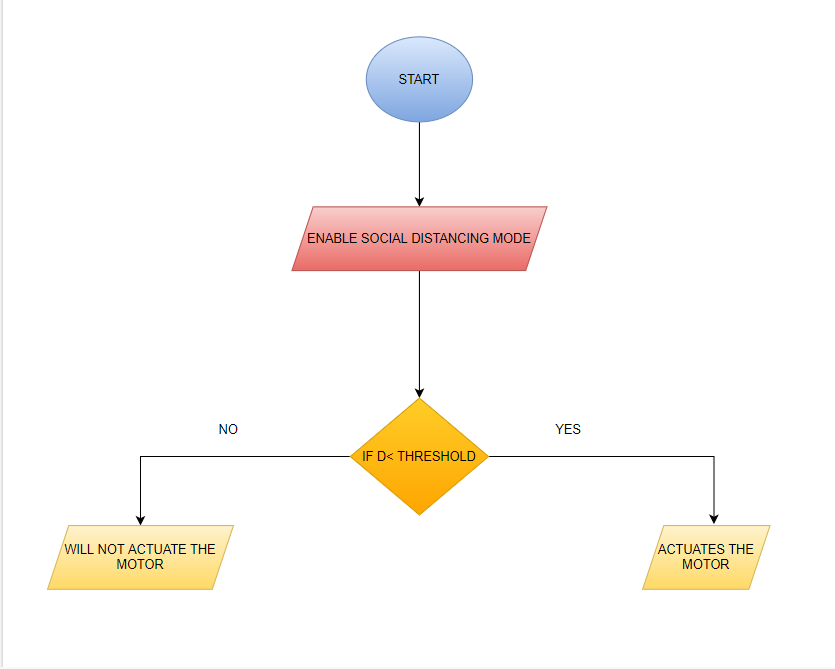 START
ENABLE SOCIAL DISTANCING MODE
NO
YES
IF D< THRESHOLD
WILL NOT ACTUATE THE
MOTOR
ACTUATES THE
MOTOR